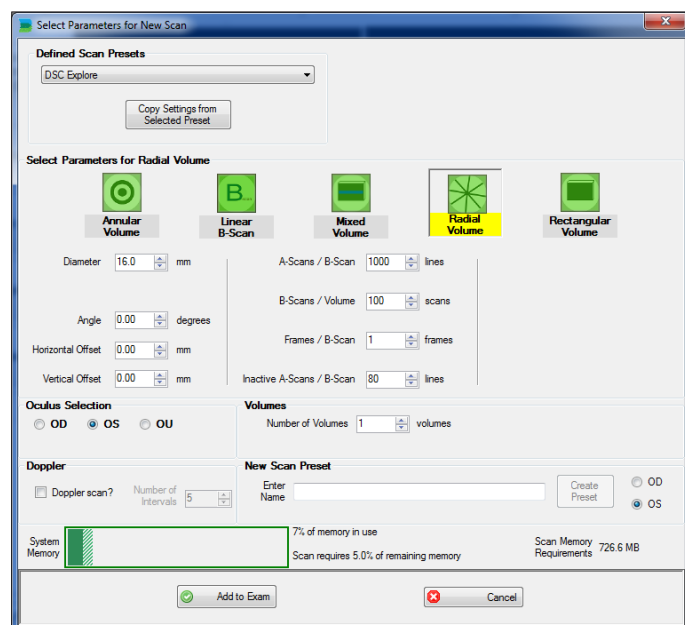 Select Parameters for New Scan
x
Defined Scan Presets
DSC Explore
Copy Settings from
Selected Preset
Select Parameters for Radial Volume
B
Annular
Volume
Linear
B-Scan
Mixed
Volume
Radial
Volume
Rectangular
Volume
Diameter 16.0 mm
Angle 0.00 degrees
Horizontal Offset 0.00 mm
Vertical Offset 0.00 mm
A-Scans / B-Scan 1000 lines
B-Scans / Volume 100 scans
Frames / B-Scan 1 frames
Inactive A-Scans / B-Scan 80 lines
Oculus Selection
OD OS OU
Volumes
Number of Volumes 1 volumes
Doppler
Doppler scan? Number of
Intervals 5
New Scan Preset
Enter
Name
Create
Preset
OD
OS
System
Memory
7% of memory in use
Scan requires 5.0% of remaining memory
Scan Memory
Requirements 726.6 MB
Add to Exam
Cancel